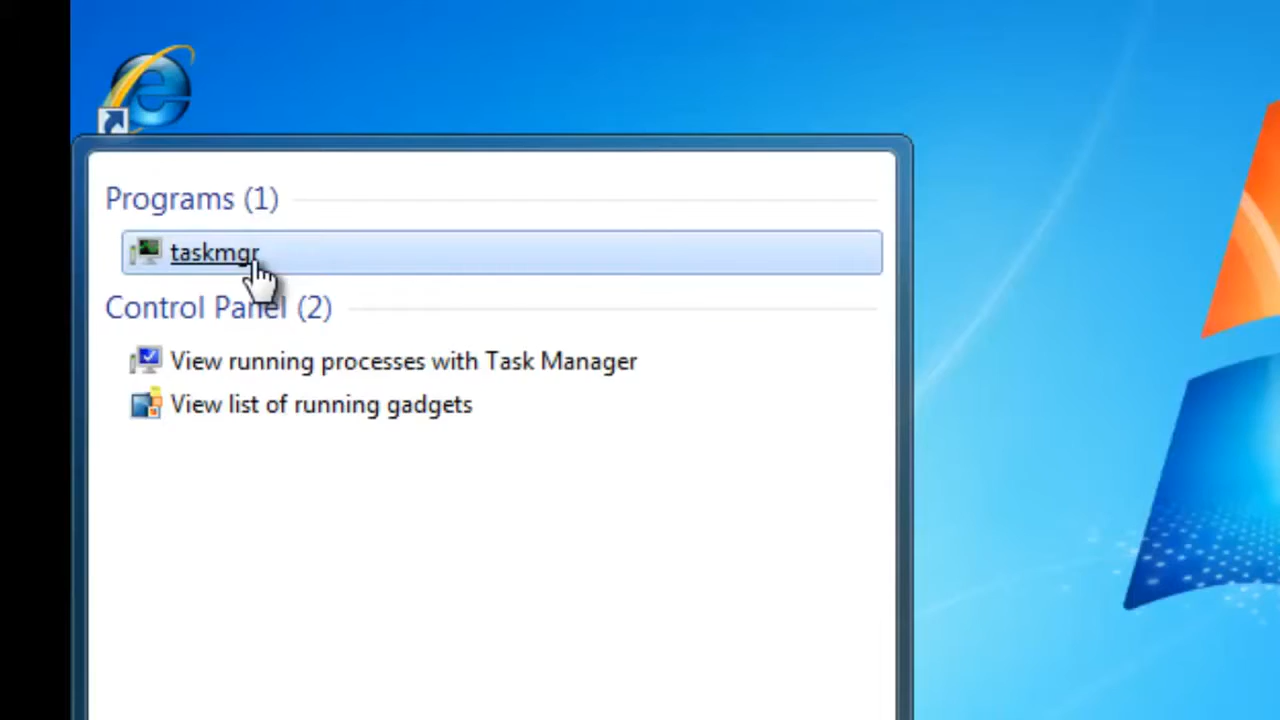 Programs (1)
taskmgr
Control Panel (2)
View running processes with Task Manager
View list of running gadgets